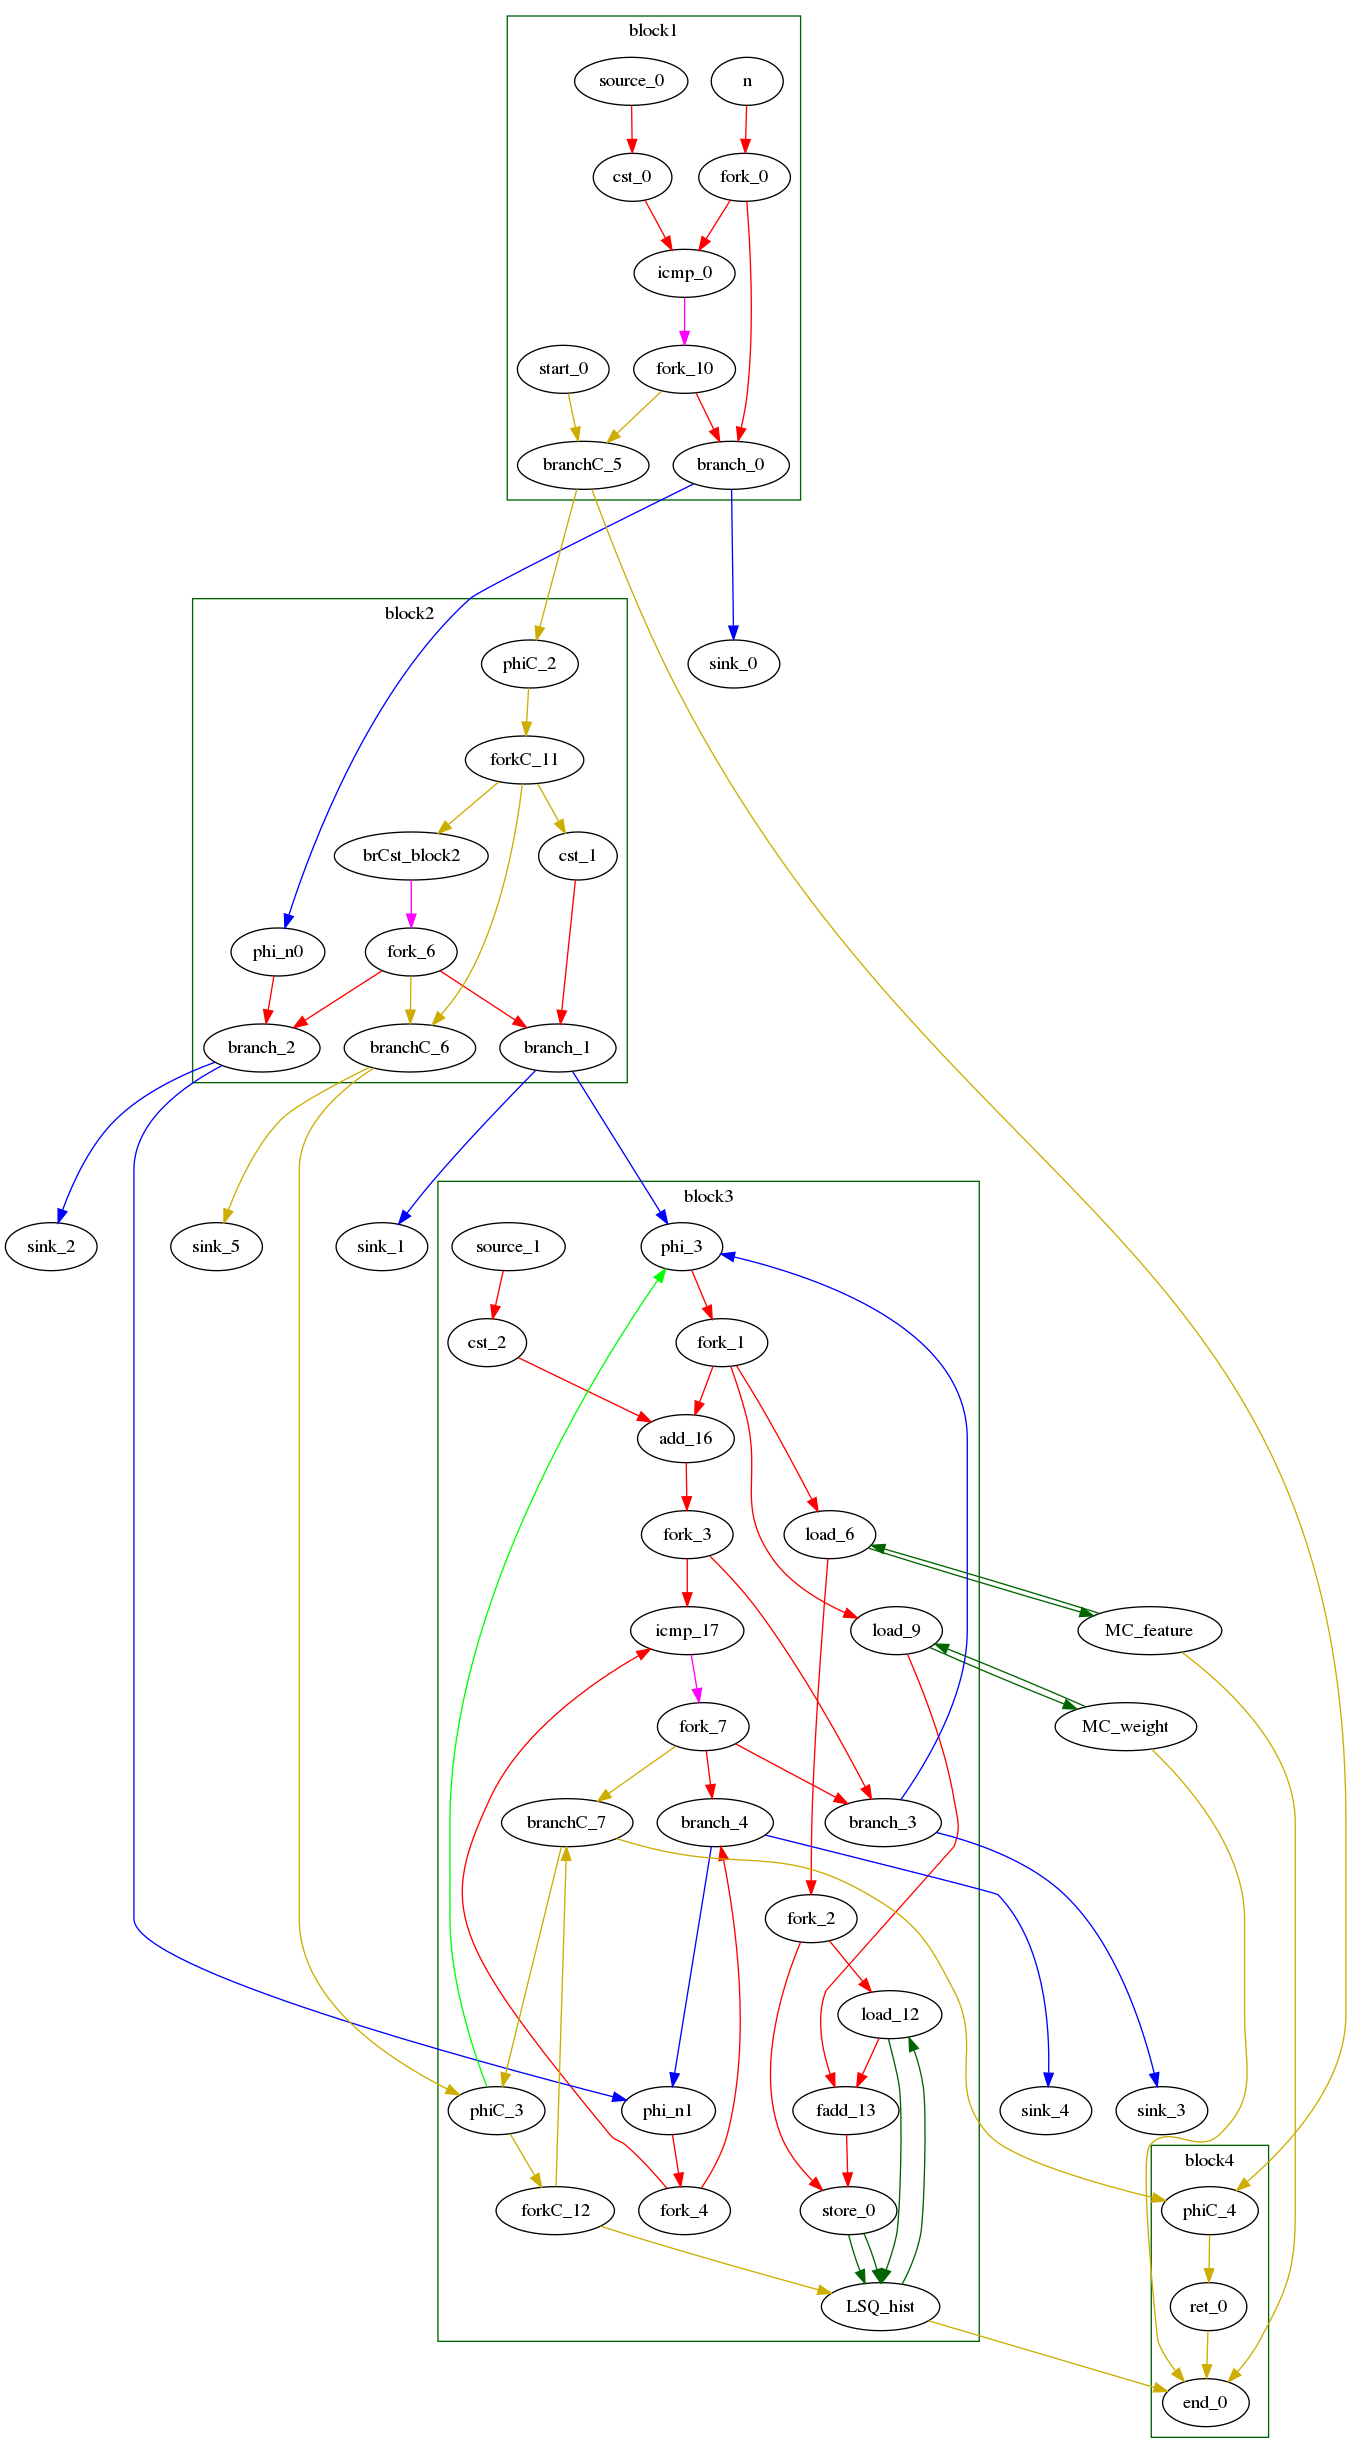 block1
source_0
n
cst_0
fork_0
icmp_0
start_0
fork_10
branchC_5
branch_0
block2
phiC_2
sink_0
forkC_11
brCst_block2
cst_1
phi_n0
fork_6
branch_2
branchC_6
branch_1
block3
sink_2
sink_5
sink_1
source_1
phi_3
cst_2
fork_1
add_16
fork_3
load_6
icmp_17
load_9
MC_feature
fork_7
MC_weight
branchC_7
branch_4
branch_3
fork_2
load_12
phiC_3
phi_n1
fadd_13
sink_4
sink_3
block4
forkC_12
fork_4
store_0
phiC_4
LSQ_hist
ret_0
end_0